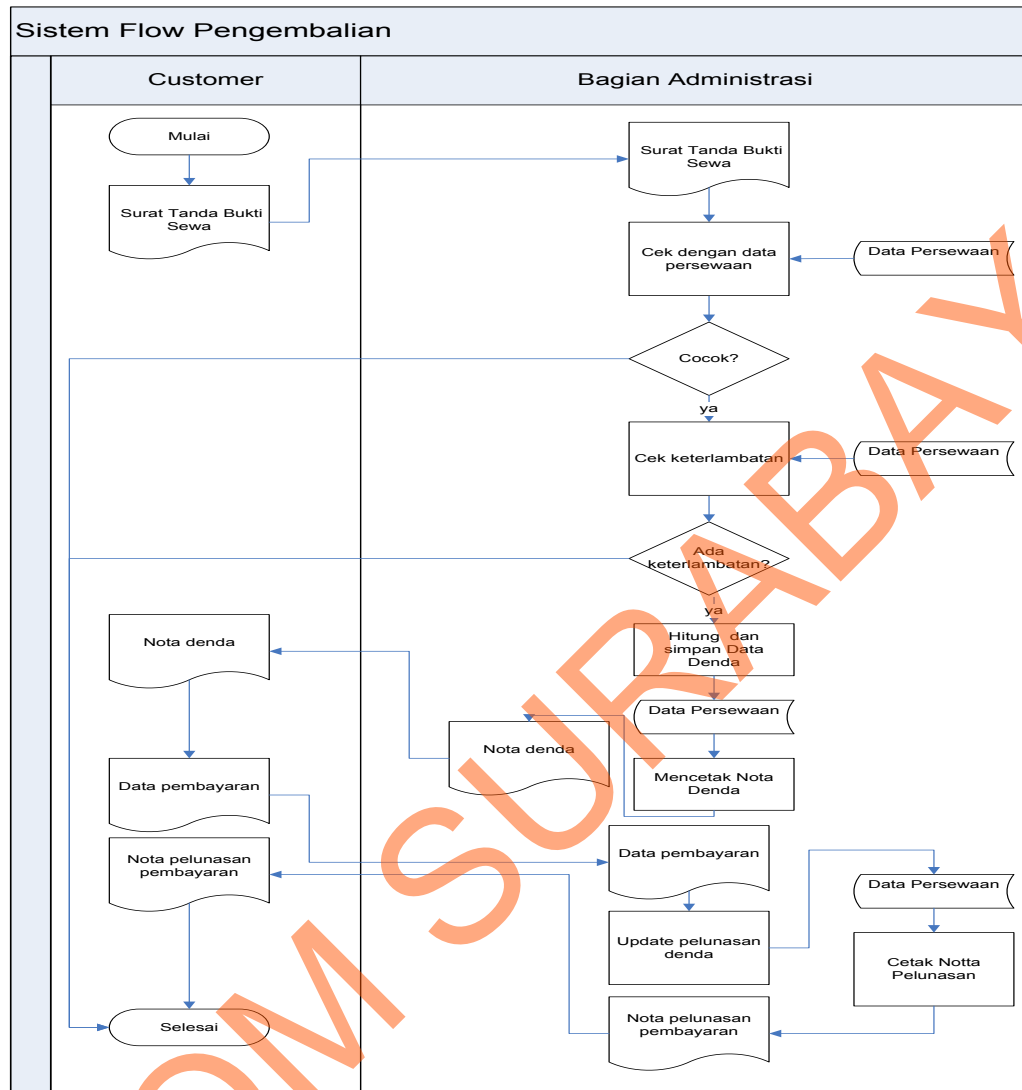 Sistem Flow Pengembalian
Customer
Bagian Administrasi
Mulai
Surat Tanda Bukti
Sewa
Surat Tanda Bukti
Sewa
Cek dengan data
persewaan
Data Persewaan
Cocok?
ya
Cek keterlambatan
Data Persewaan
Ada
keterlambatan?
ya
Hitung dan
simpan Data
Denda
Data Persewaan
Mencetak Nota
Denda
Nota denda
Nota denda
Data pembayaran
Data pembayaran
Update pelunasan
denda
Data Persewaan
Cetak Notta
Pelunasan
Nota pelunasan
pembayaran
Nota pelunasan
pembayaran
Selesai
OM SURABAY